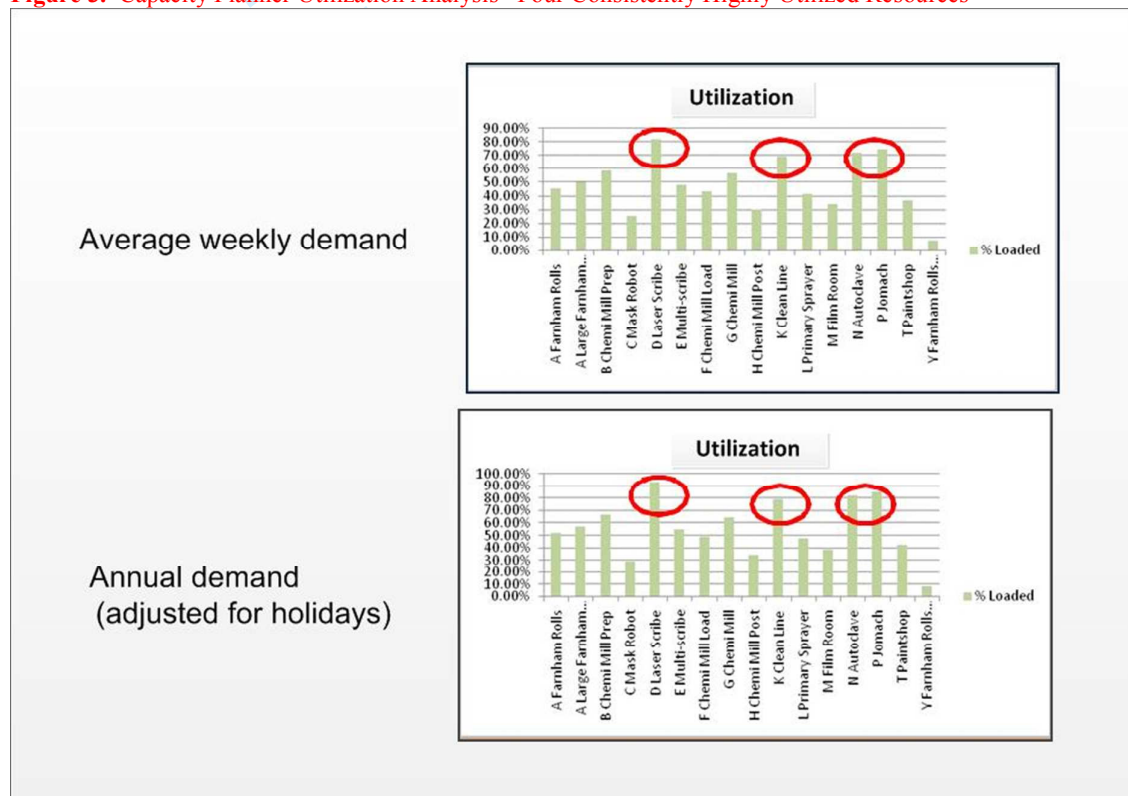 Figure 3. Capacity Planner Utilization Analysis - Four Consistently Highly Utilized Resources
Average weekly demand
Utilization
90.00%
80.00%
70.00%
60.00%
50.00%
40.00%
30.00%
20.00%
10.00%
0.00%
A Farnham Rolls
A Large Farnham...
B Chemi Mill Prep
C Mask Robot
D Laser Scribe
E Multi-scribe
F Chemi Mill Load
G Chemi Mill
H Chemi Mill Post
K Clean Line
L Primary Sprayer
M Film Room
N Autoclave
P Jomach
T Paintshop
Y Farnham Rolls...
% Loaded
Annual demand
(adjusted for holidays)
Utilization
100.00%
90.00%
80.00%
70.00%
60.00%
50.00%
40.00%
30.00%
20.00%
10.00%
0.00%
A Farnham Rolls
A Large Farnham...
B Chemi Mill Prep
C Mask Robot
D Laser Scribe
E Multi-scribe
F Chemi Mill Load
G Chemi Mill
H Chemi Mill Post
K Clean Line
L Primary Sprayer
M Film Room
N Autoclave
P Jomach
T Paintshop
Y Farnham Rolls...
% Loaded